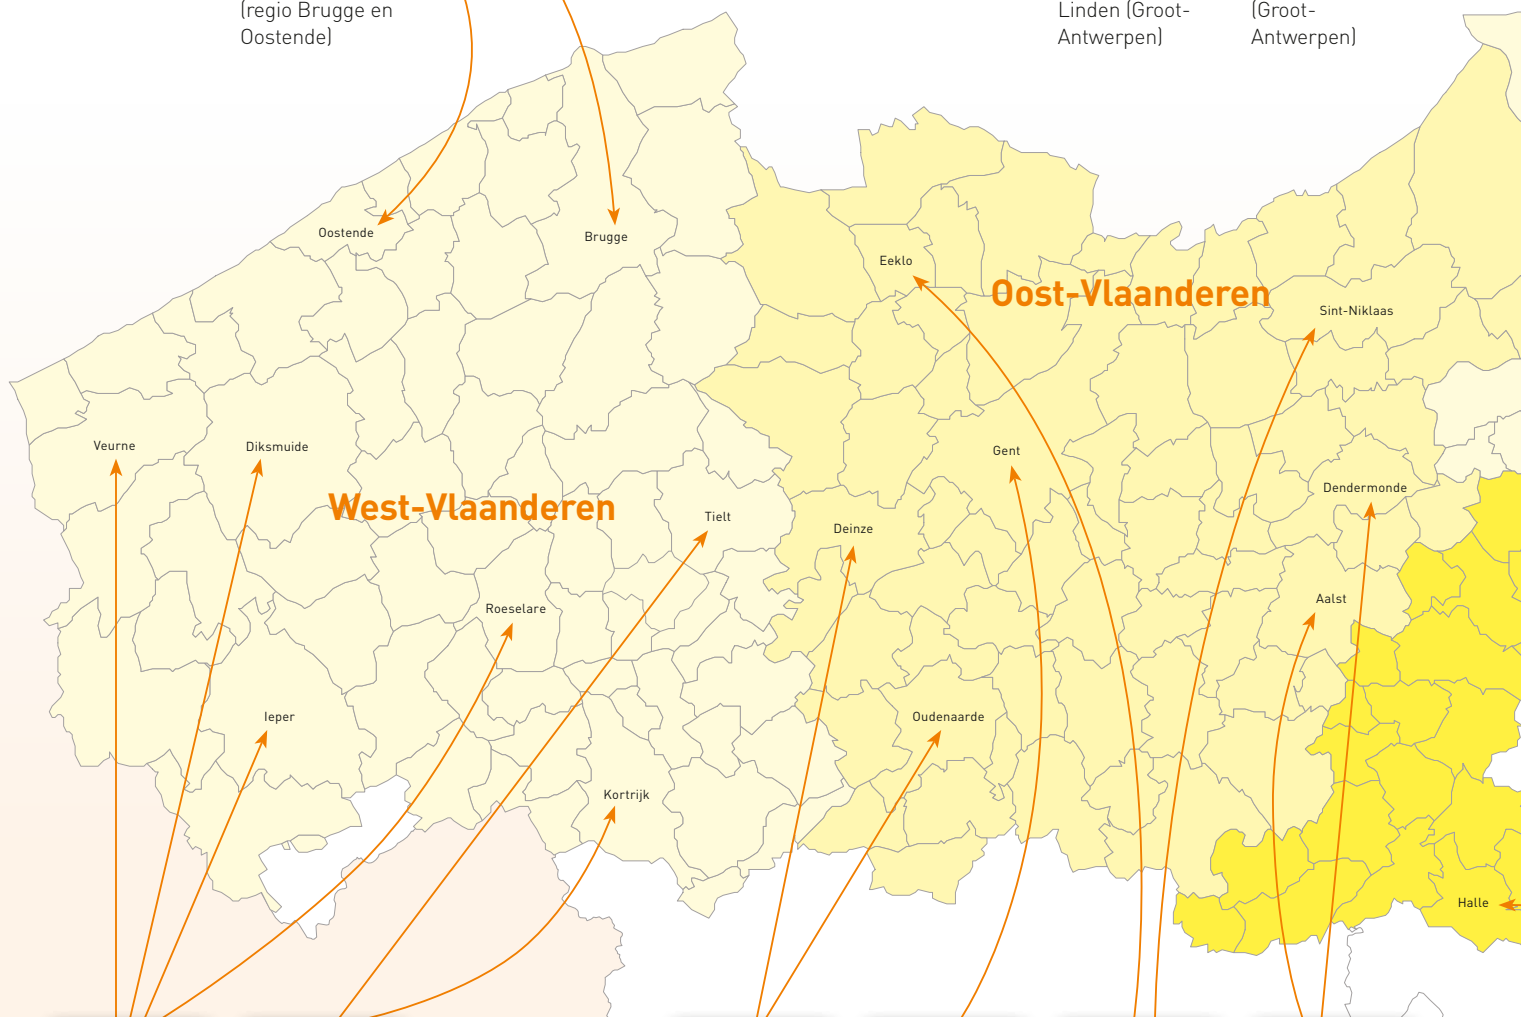 (regio Brugge en
Oostende)
Linden (Groot-
Antwerpen)
(Groot-
Antwerpen)
Oostende
Brugge
Eeklo
Oost-Vlaanderen
Sint-Niklaas
Veurne
Diksmuide
Gent
Dendermonde
West-Vlaanderen
Tielt
Deinze
Roeselare
Aalst
Ieper
Oudenaarde
Kortrijk
Halle